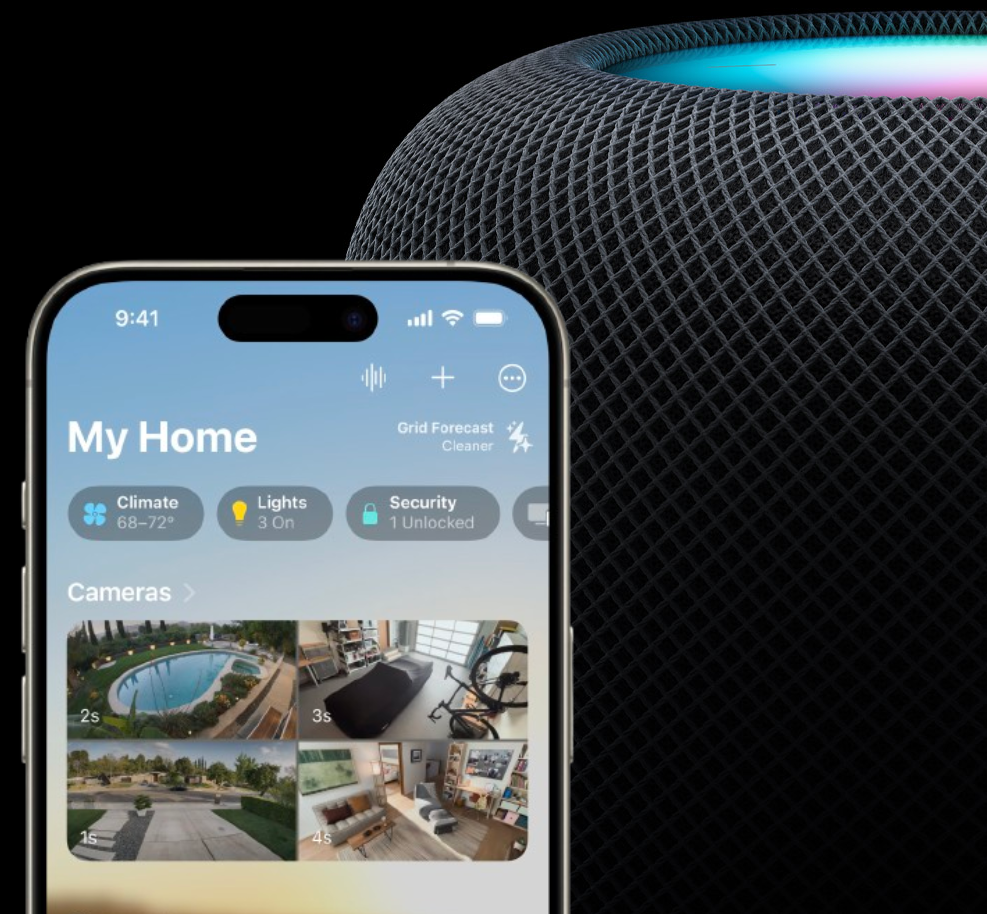 9:41
My Home
Grid Forecast
Cleaner
Climate
68–72°
Lights
3 On
Security
1 Unlocked
Cameras
2s
3s
1s
4s